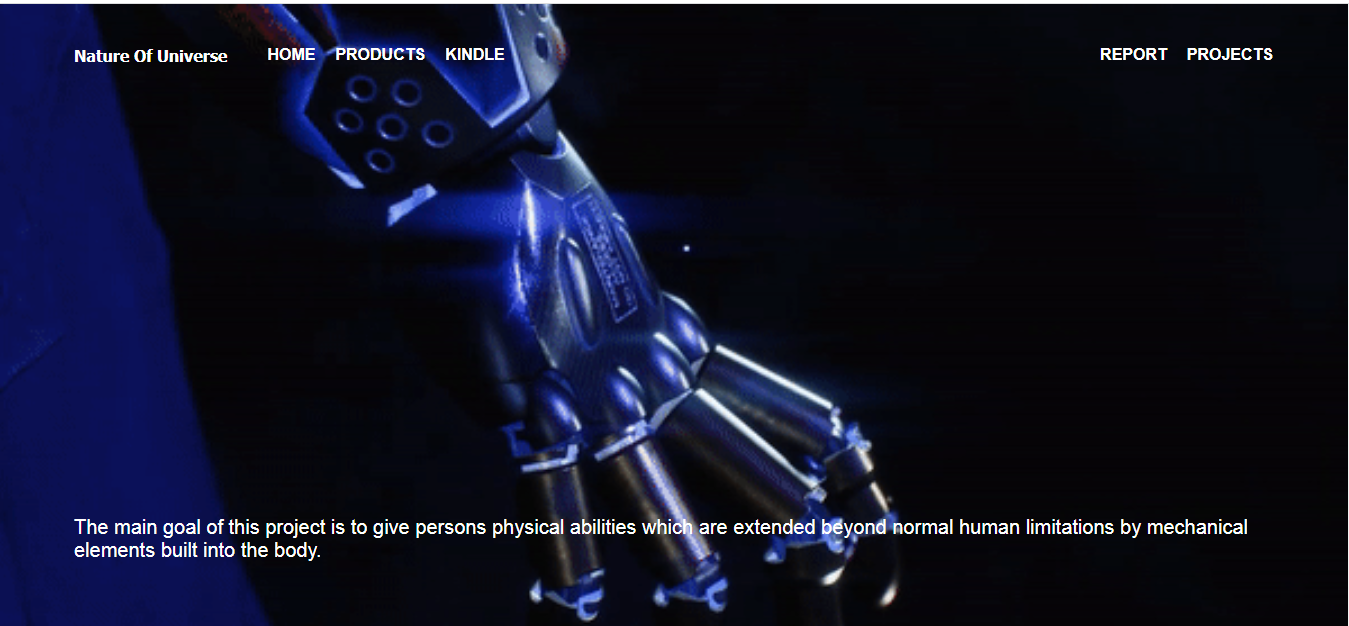 Nature Of Universe HOME PRODUCTS KINDLE REPORT PROJECTS
The main goal of this project is to give persons physical abilities which are extended beyond normal human limitations by mechanical
elements built into the body.